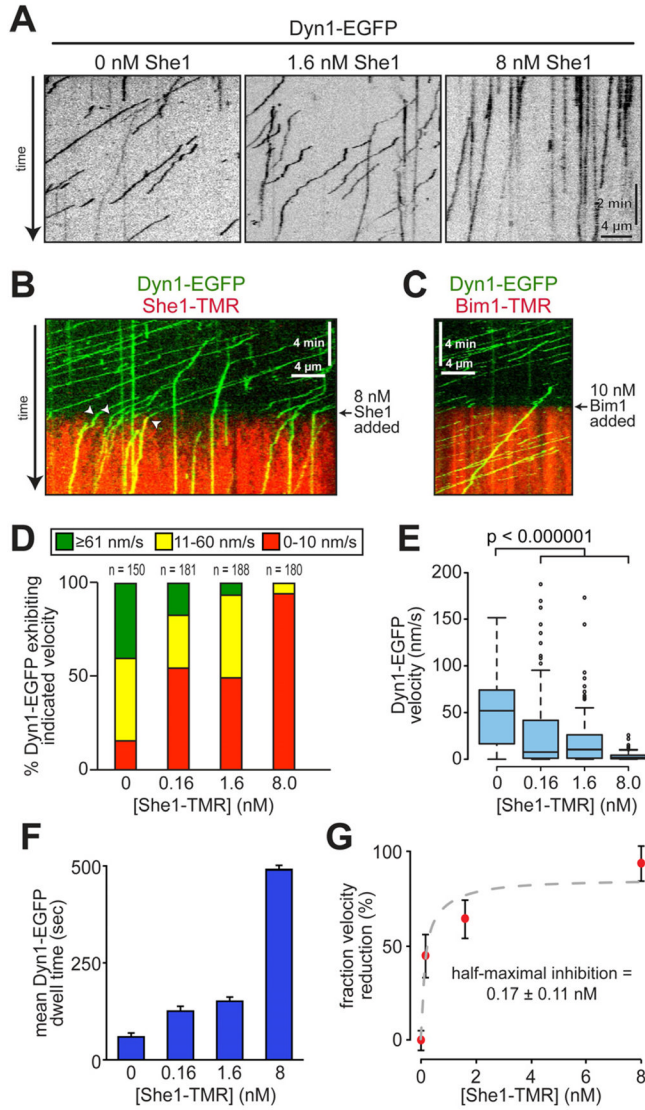 A
Dyn1-EGFP
0 nM She1
1.6 nM She1
8 nM She1
time
2 min
4 µm
B
Dyn1-EGFP
She1-TMR
time
4 min
4 µm
8 nM
She1
added
C
Dyn1-EGFP
Bim1-TMR
4 min
4 µm
10 nM
Bim1
added
D
≥61 nm/s
11-60 nm/s
0-10 nm/s
n = 150
n = 181
n = 188
n = 180
% Dyn1-EGFP exhibiting
indicated velocity
100
50
0
0
0.16
1.6
8.0
[She1-TMR] (nM)
E
p < 0.000001
Dyn1-EGFP
velocity (nm/s)
200
150
100
50
0
0
0.16
1.6
8.0
[She1-TMR] (nM)
F
mean Dyn1-EGFP
dwell time (sec)
500
250
0
0
0.16
1.6
8
[She1-TMR] (nM)
G
fraction velocity
reduction (%)
100
50
0
half-maximal inhibition =
0.17 ± 0.11 nM
0
2
4
6
8
[She1-TMR] (nM)